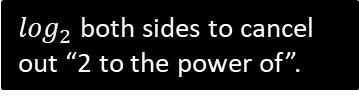 log₂ both sides to cancel
out “2 to the power of”.